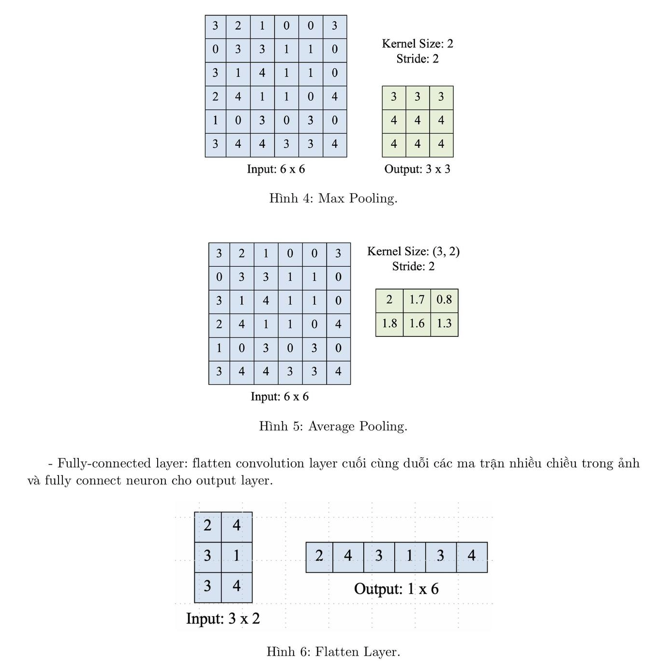 3 2 1 0 0 3
0 3 3 1 1 0
3 1 4 1 1 0
2 4 1 1 0 4
1 0 3 0 3 0
3 4 4 3 3 4
Input: 6 x 6
Kernel Size: 2
Stride: 2
3 3 3
4 4 4
4 4 4
Output: 3 x 3
Hình 4: Max Pooling.
3 2 1 0 0 3
0 3 3 1 1 0
3 1 4 1 1 0
2 4 1 1 0 4
1 0 3 0 3 0
3 4 4 3 3 4
Input: 6 x 6
Kernel Size: (3, 2)
Stride: 2
2 1.7 0.8
1.8 1.6 1.3
Hình 5: Average Pooling.
- Fully-connected layer: flatten convolution layer cuối cùng duỗi các ma trận nhiều chiều trong ảnh
và fully connect neuron cho output layer.
2 4
3 1
3 4
Input: 3 x 2
2 4 3 1 3 4
Output: 1 x 6
Hình 6: Flatten Layer.